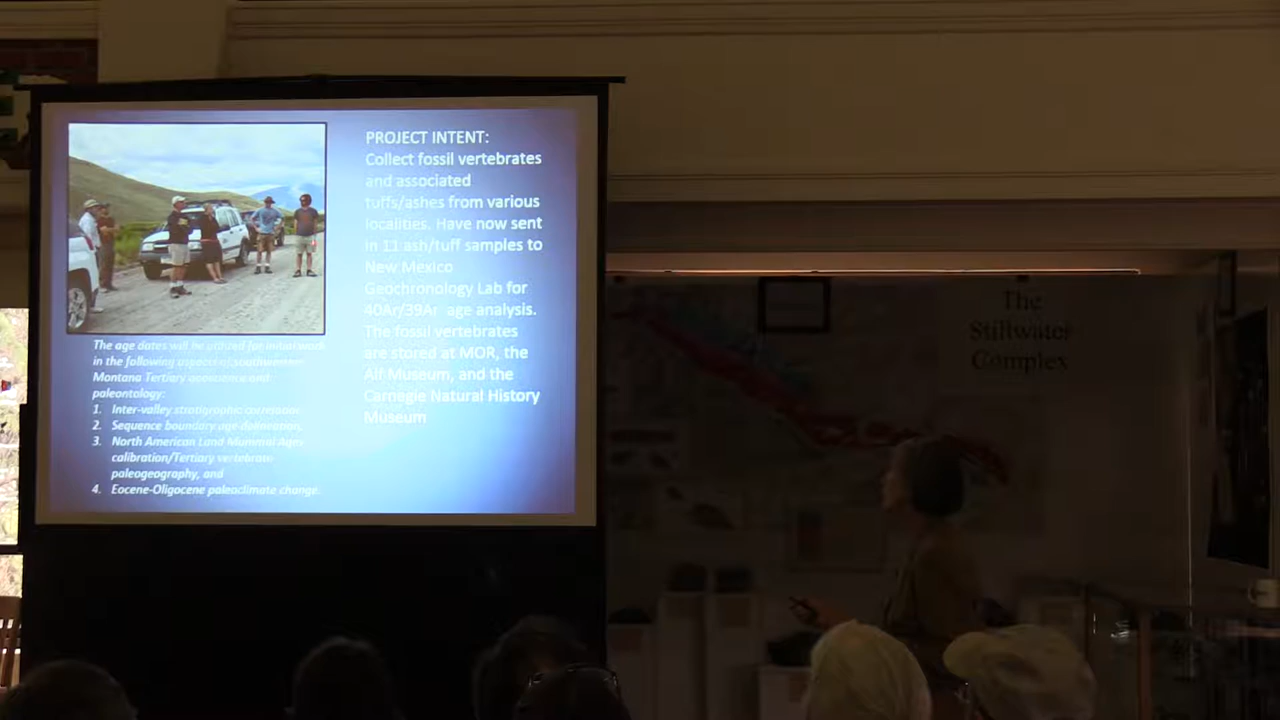 PROJECT INTENT:
Collect fossil vertebrates
and associated
tuffs/ashes from various
localities. Have now sent
in 11 ash/tuff samples to
New Mexico
Geochronology Lab for
40Ar/39Ar age analysis.
The fossil vertebrates
are stored at MOR, the
Alf Museum, and the
Carnegie Natural History
Museum
The age dates will be utilized for initial work
in the following aspects of southwestern
Montana Tertiary
paleontology:
1. Inter-valley stratigraphic correlation
2. Sequence boundary age delineation,
3. North American Land Mammal Age
calibration/Tertiary vertebrate
paleogeography, and
4. Eocene-Oligocene paleoclimate change.
The
Stillwater
Complex